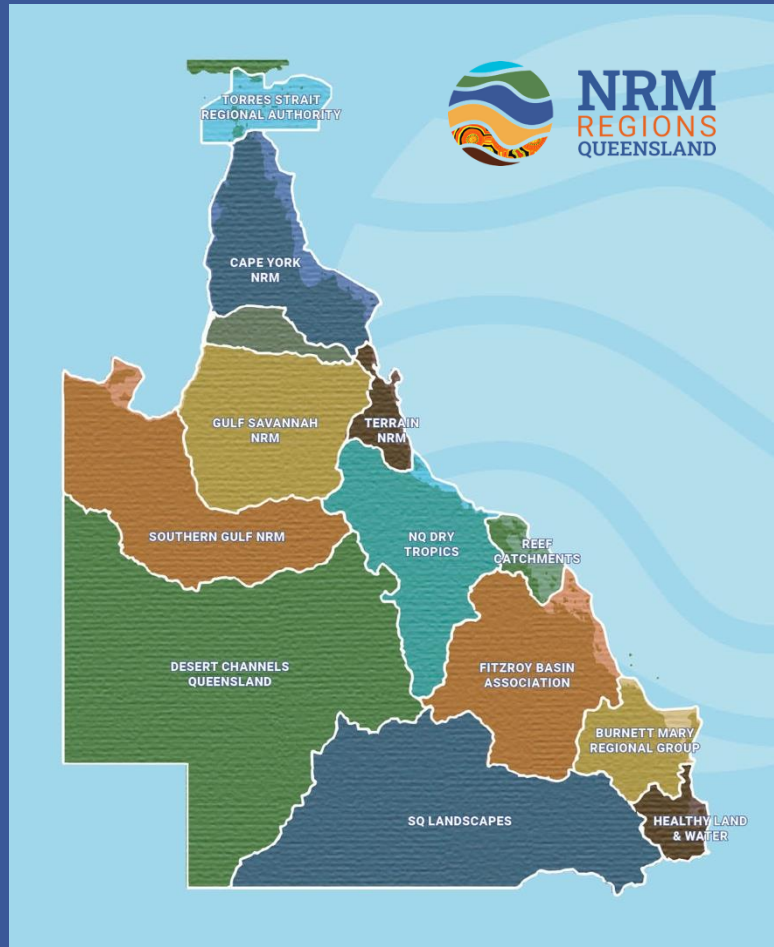 NRM
REGIONS
QUEENSLAND
TORRES STRAIT
REGIONAL AUTHORITY
CAPE YORK
NRM
GULF SAVANNAH
NRM
TERRAIN
NRM
SOUTHERN GULF NRM
NQ DRY
TROPICS
REEF
CATCHMENTS
DESERT CHANNELS
QUEENSLAND
FITZROY BASIN
ASSOCIATION
BURNETT MARY
REGIONAL GROUP
SQ LANDSCAPES
HEALTHY LAND
& WATER